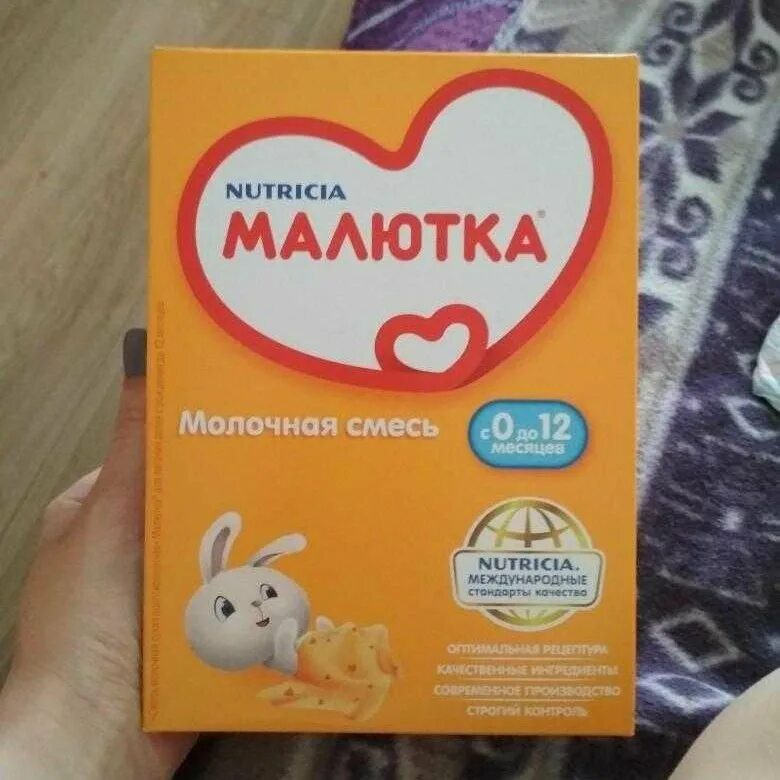 NUTRICIA
МАЛЮТКА®
Молочная смесь
с 0 до 12
месяцев
NUTRICIA®
МЕЖДУНАРОДНЫЕ
стандарты качества
ОПТИМАЛЬНАЯ РЕЦЕПТУРА
КАЧЕСТВЕННЫЕ ИНГРЕДИЕНТЫ
СОВРЕМЕННОЕ ПРОИЗВОДСТВО
СТРОГИЙ КОНТРОЛЬ